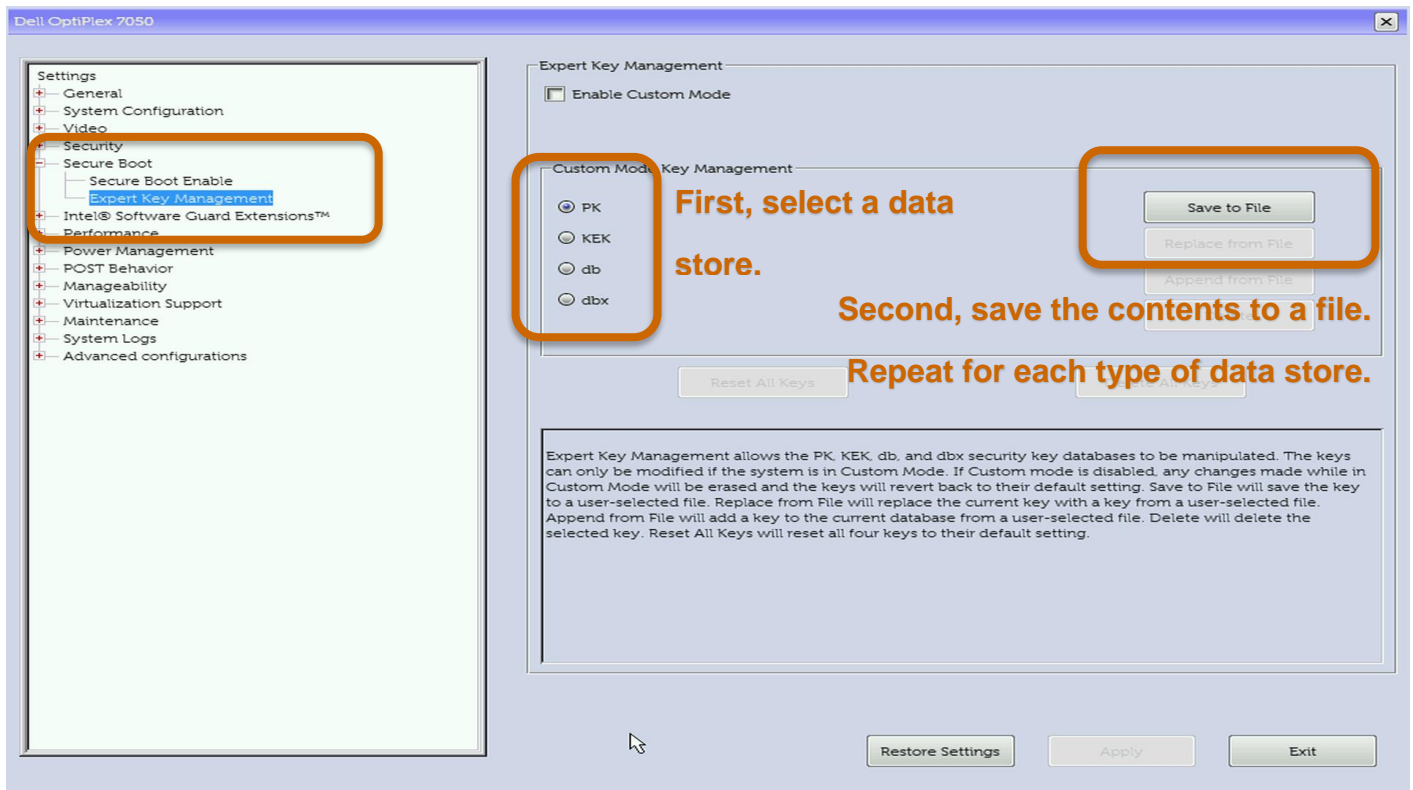 Dell OptiPlex 7050
Settings
General
System Configuration
Video
Security
Secure Boot
Secure Boot Enable
Expert Key Management
Intel® Software Guard Extensions™
Performance
Power Management
POST Behavior
Manageability
Virtualization Support
Maintenance
System Logs
Advanced configurations
Expert Key Management
Enable Custom Mode
Custom Mode Key Management
PK
KEK
db
dbx
First, select a data
store.
Save to File
Replace from File
Append from File
Second, save the contents to a file.
Repeat for each type of data store.
Reset All Keys
Expert Key Management allows the PK, KEK, db, and dbx security key databases to be manipulated. The keys
can only be modified if the system is in Custom Mode. If Custom mode is disabled, any changes made while in
Custom Mode will be erased and the keys will revert back to their default setting. Save to File will save the key
to a user-selected file. Replace from File will replace the current key with a key from a user-selected file.
Append from File will add a key to the current database from a user-selected file. Delete will delete the
selected key. Reset All Keys will reset all four keys to their default setting.
Restore Settings
Apply
Exit